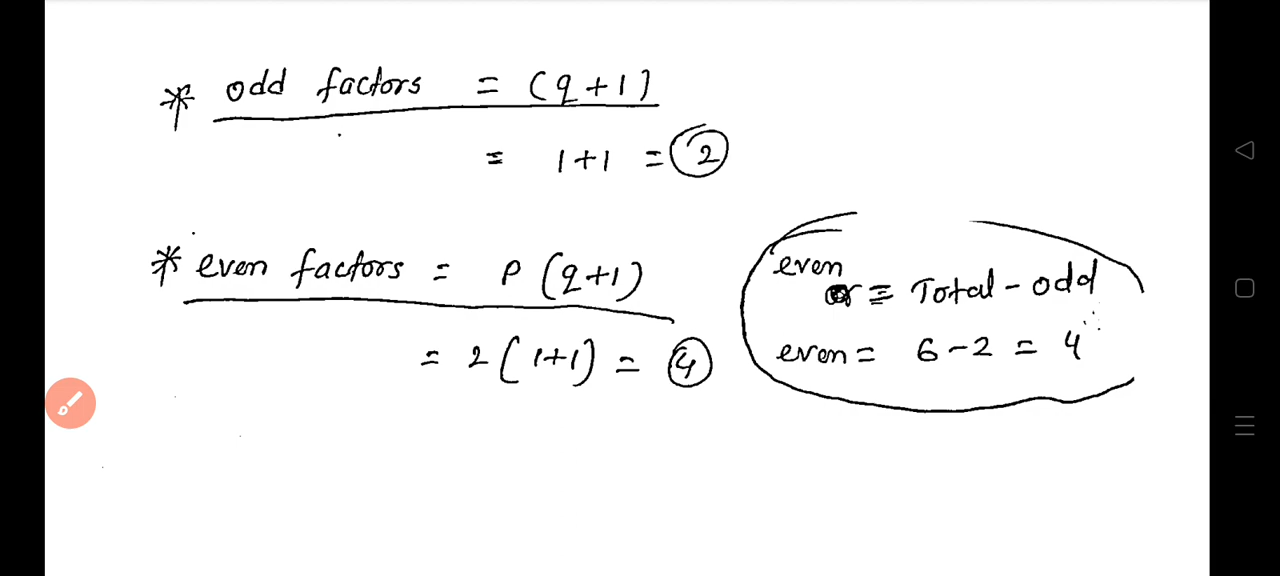 * odd factors = (q+1)
= 1+1 = 2
* even factors = P(q+1)
= 2(1+1) = 4
even
= Total - odd
even = 6-2 = 4